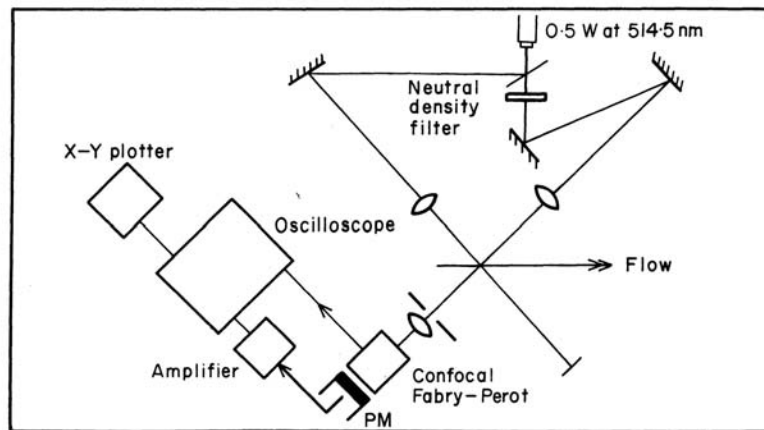 0·5 W at 514·5 nm
Neutral
density
filter
X-Y plotter
Oscilloscope
Flow
Amplifier
Confocal
Fabry-Perot
PM